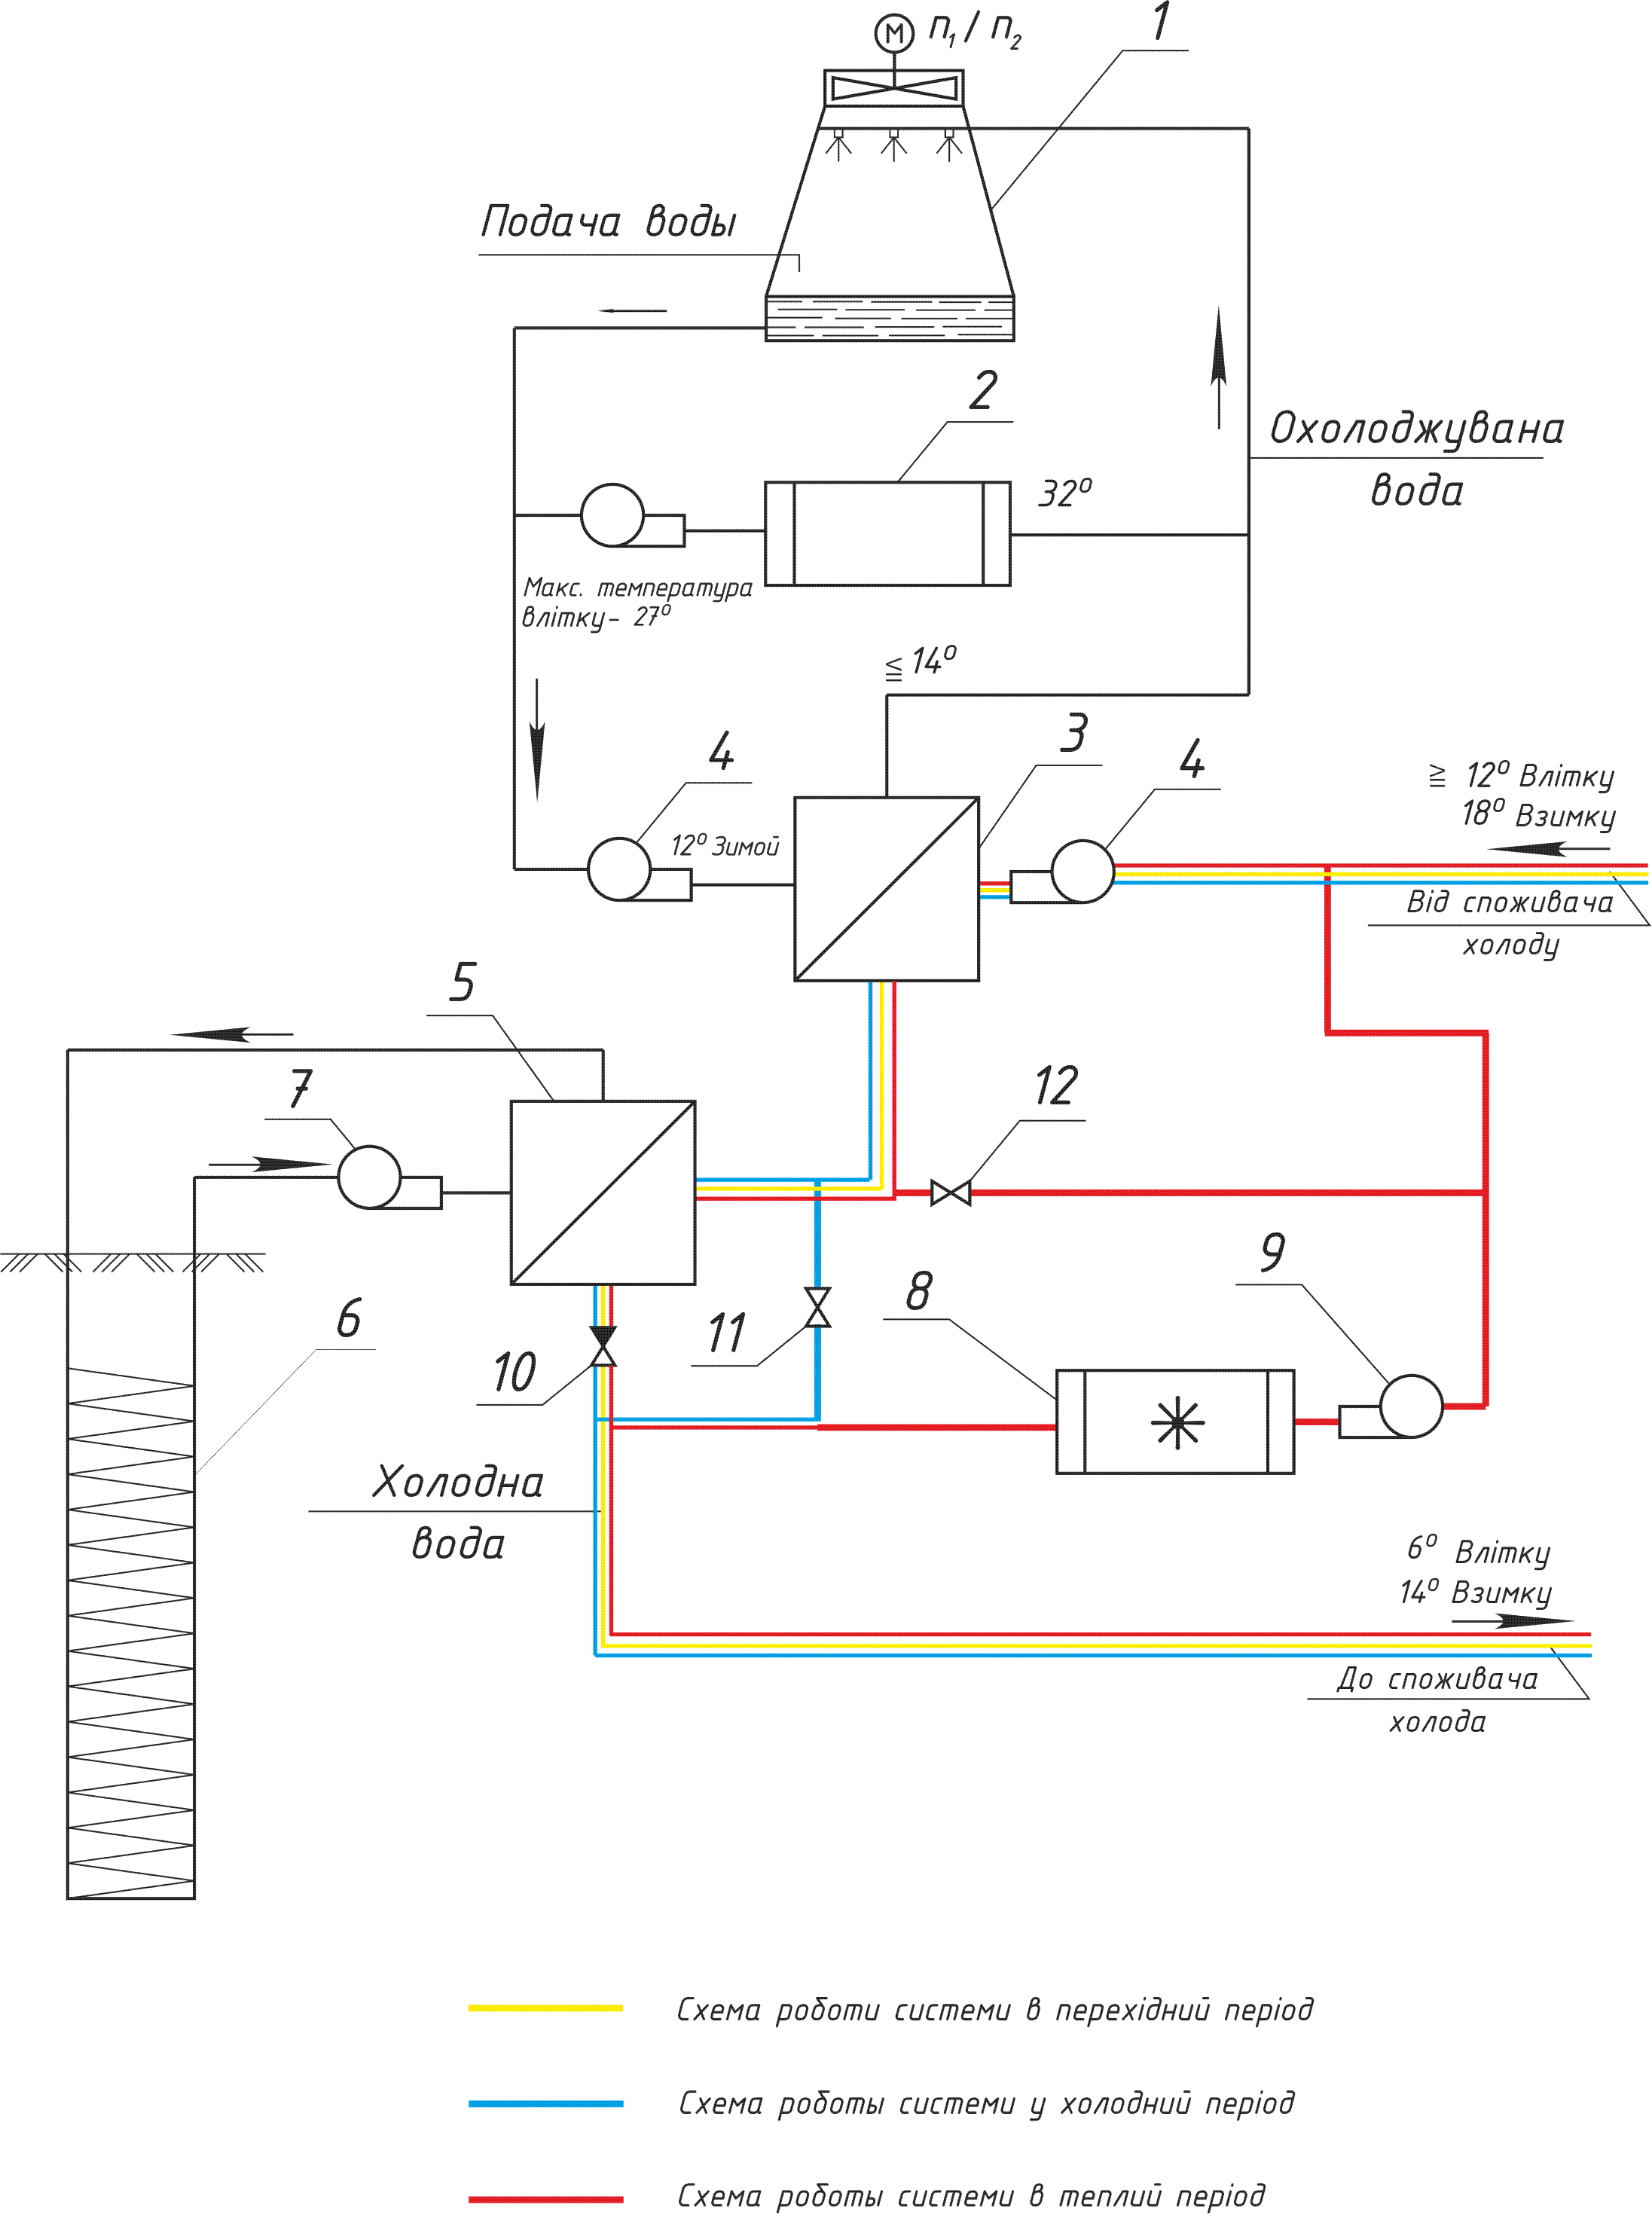 М n₁/n₂
1
Подача воды
2
32⁰
Охолоджувана
вода
Макс. температура
влітку- 27⁰
≦ 14⁰
3
4
4
≧ 12⁰ Влітку
18⁰ Взимку
12⁰ Зимой
Від споживача
холоду
5
7
12
6
8
9
10
11
Холодна
вода
6⁰ Влітку
14⁰ Взимку
До споживача
холода
Схема роботи системи в перехідний період
Схема роботы системи у холодний період
Схема роботы системи в теплий період